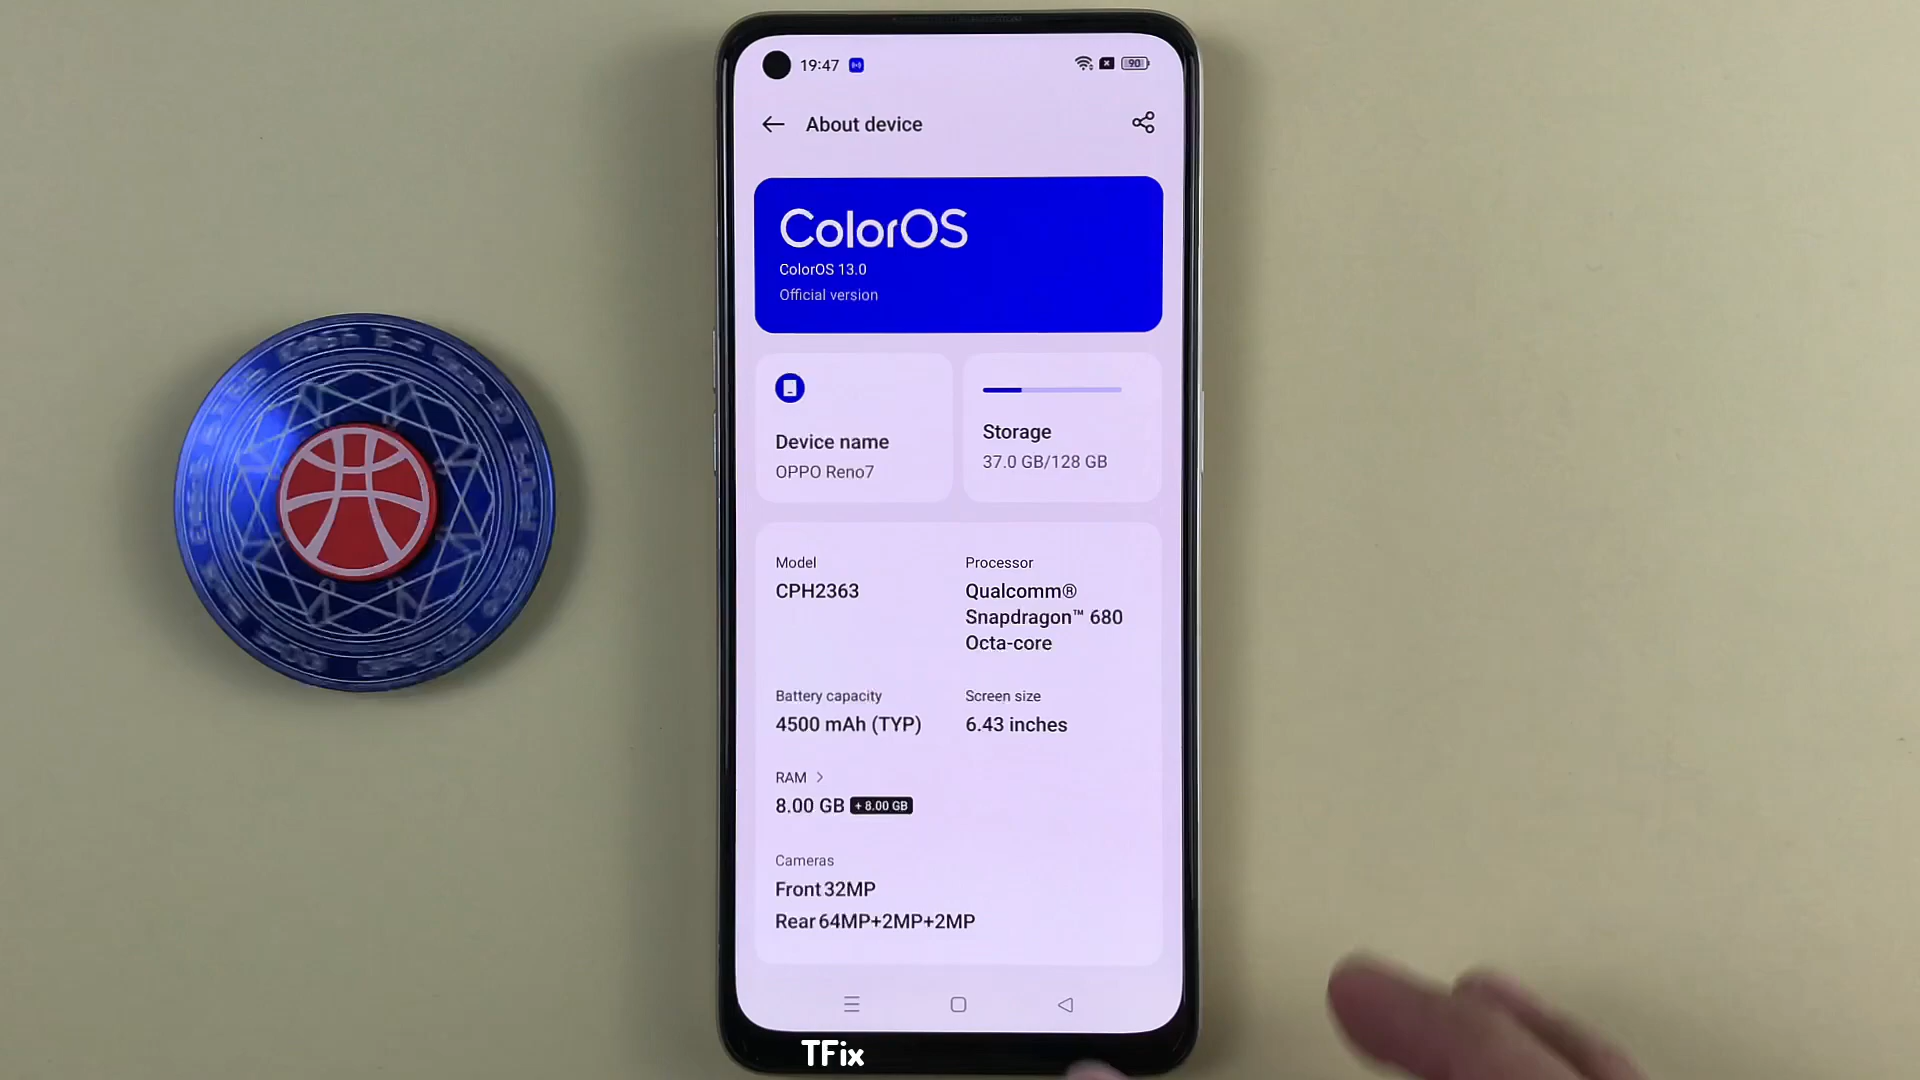 19:47
90
About device
ColorOS
ColorOS 13.0
Official version
Device name
OPPO Reno7
Storage
37.0 GB/128 GB
Model
CPH2363
Processor
Qualcomm®
Snapdragon™ 680
Octa-core
Battery capacity
4500 mAh (TYP)
Screen size
6.43 inches
RAM
8.00 GB + 8.00 GB
Cameras
Front 32MP
Rear 64MP+2MP+2MP
TFix